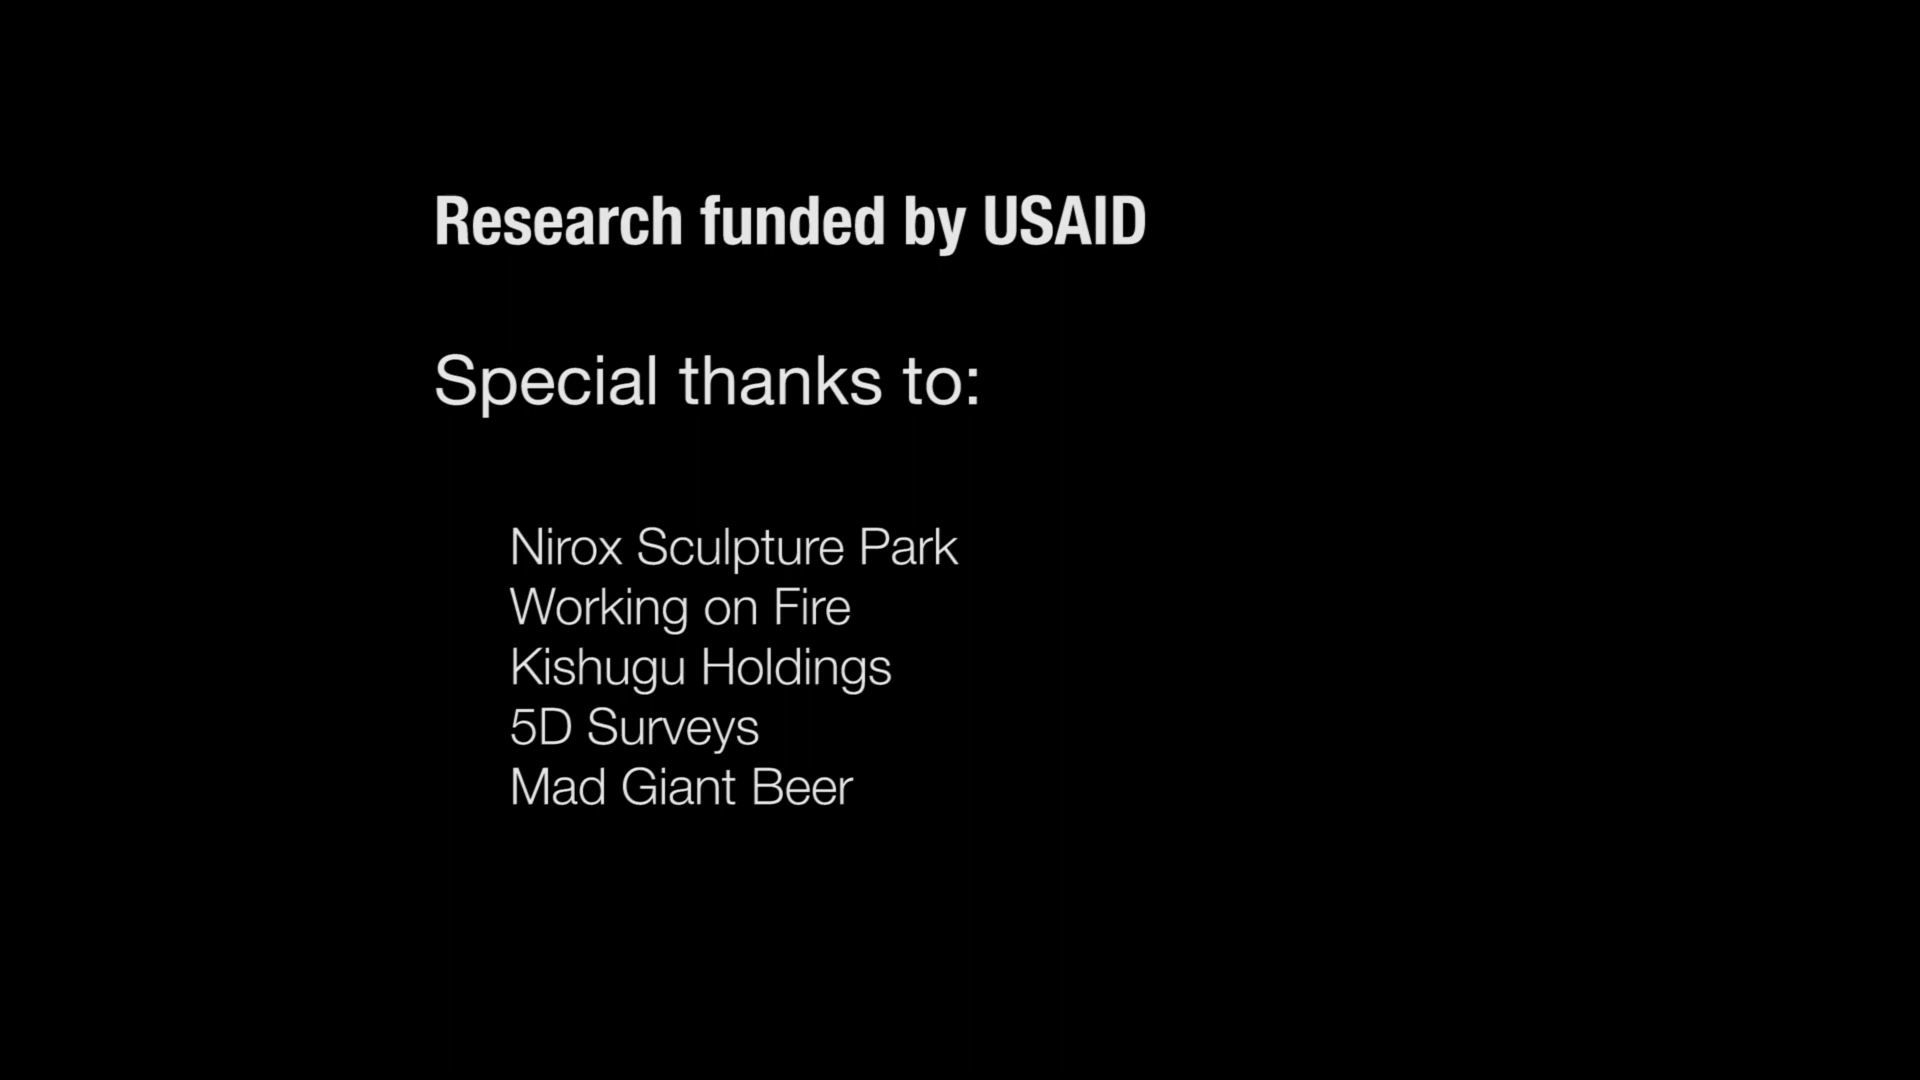 Research funded by USAID
Special thanks to:
Nirox Sculpture Park
Working on Fire
Kishugu Holdings
5D Surveys
Mad Giant Beer